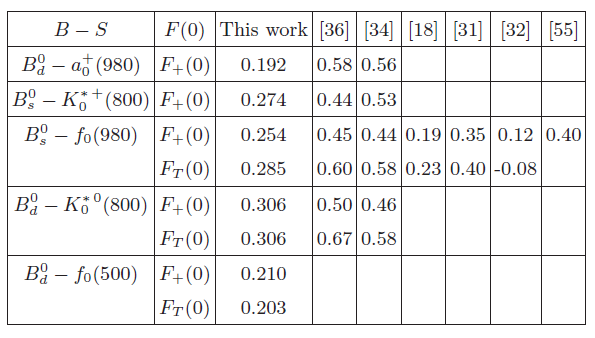 B − S F(0) This work [36] [34] [18] [31] [32] [55]
B_d^0 − a_0^+(980) F_+(0) 0.192 0.58 0.56
B_s^0 − K_0^{*+}(800) F_+(0) 0.274 0.44 0.53
B_s^0 − f_0(980) F_+(0) 0.254 0.45 0.44 0.19 0.35 0.12 0.40
F_T(0) 0.285 0.60 0.58 0.23 0.40 -0.08
B_d^0 − K_0^{*0}(800) F_+(0) 0.306 0.50 0.46
F_T(0) 0.306 0.67 0.58
B_d^0 − f_0(500) F_+(0) 0.210
F_T(0) 0.203